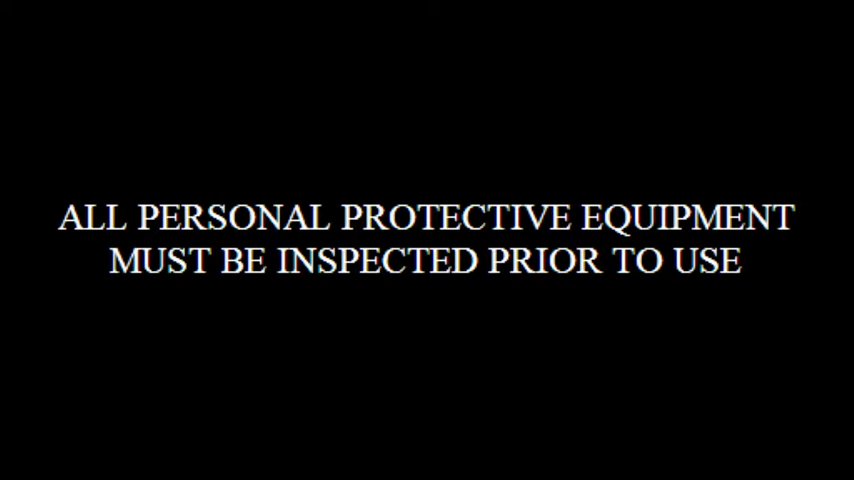 ALL PERSONAL PROTECTIVE EQUIPMENT
MUST BE INSPECTED PRIOR TO USE